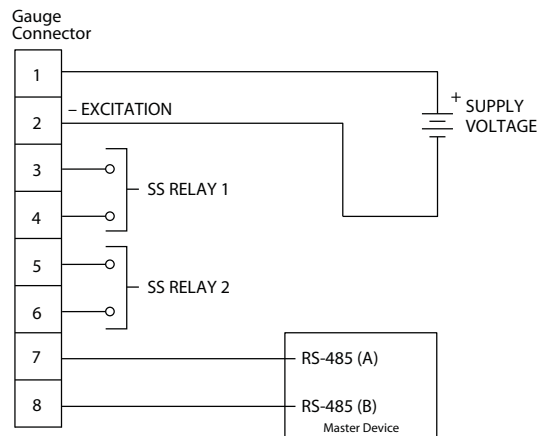 Gauge
Connector
1
2
– EXCITATION
+
SUPPLY
VOLTAGE
3
4
SS RELAY 1
5
6
SS RELAY 2
7
RS-485 (A)
8
RS-485 (B)
Master Device